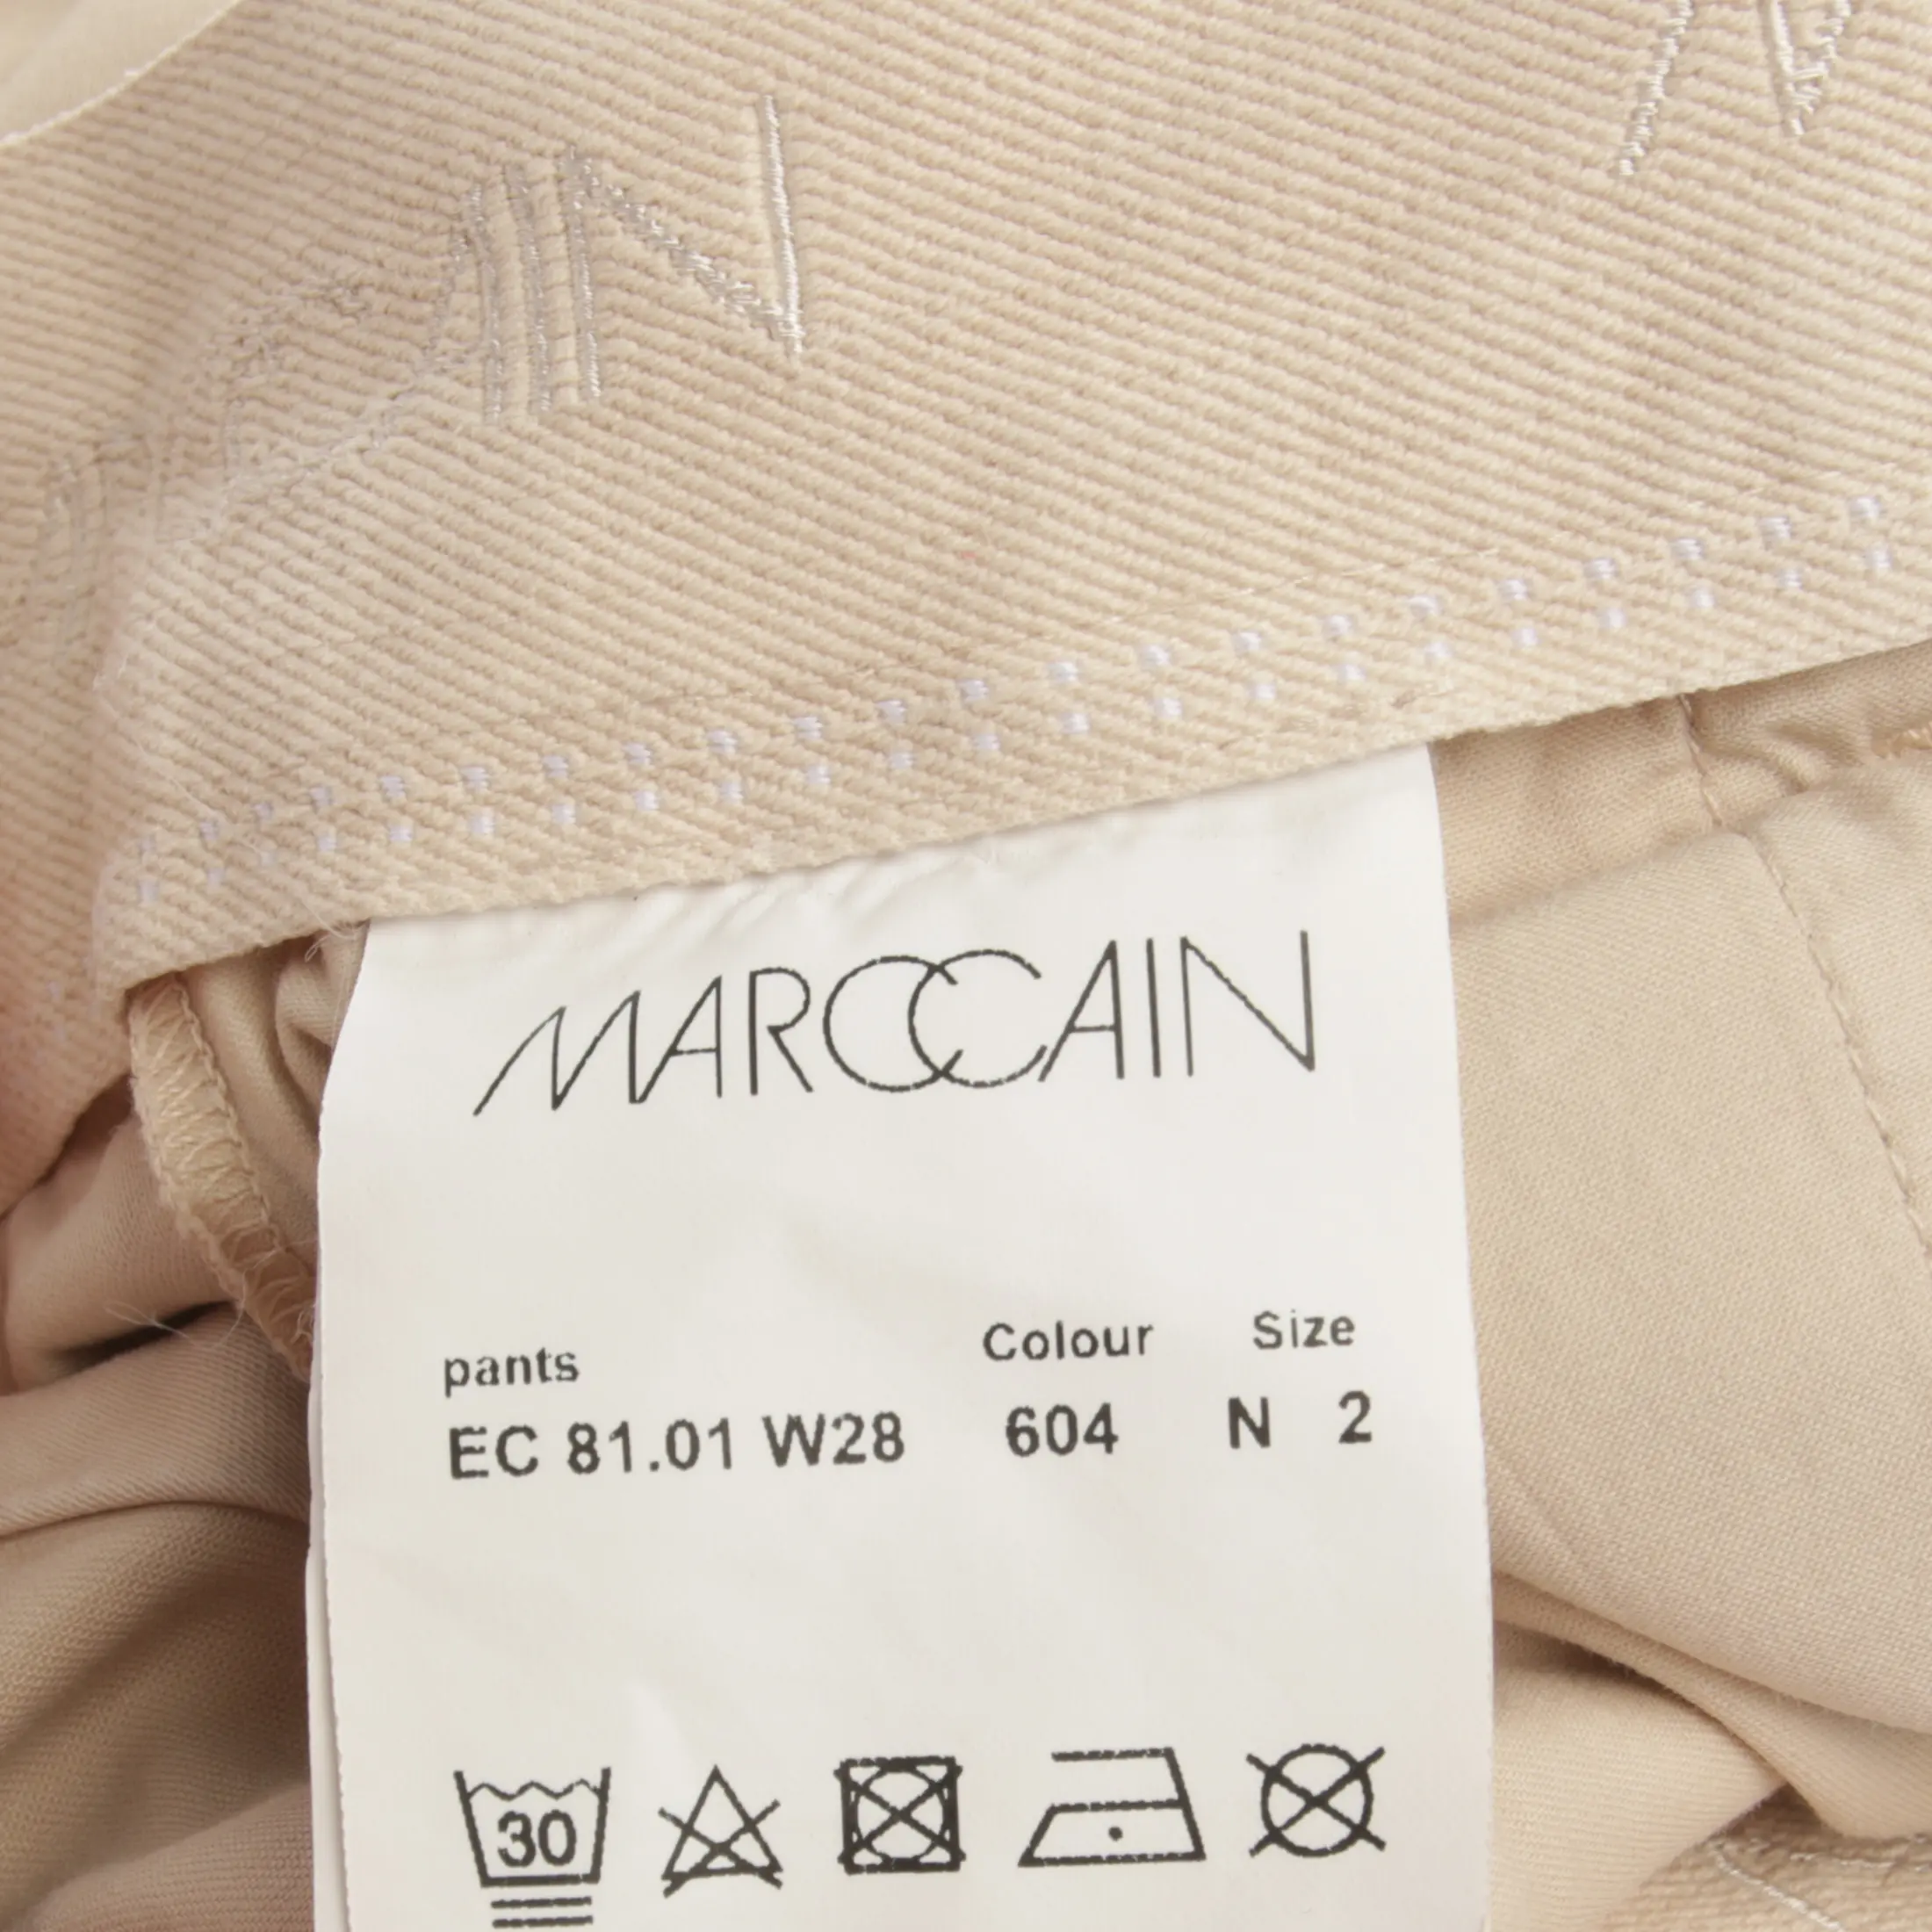 MARCCAIN
pants Colour Size
EC 81.01 W28 604 N 2
30